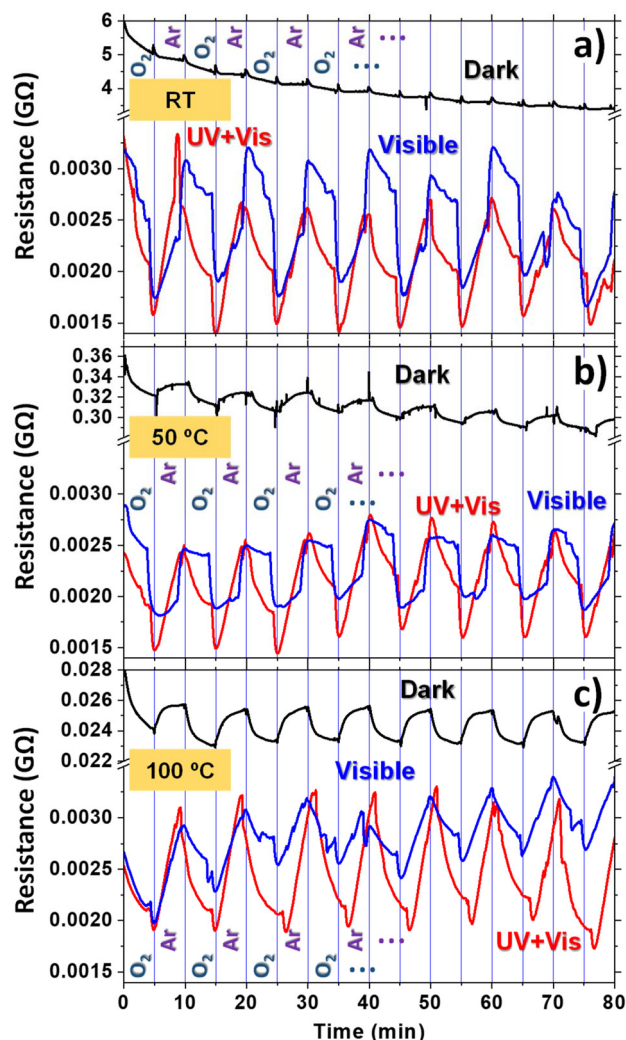 O2 Ar O2 Ar O2 Ar O2 Ar ... ...
a)
6
5
4
Dark
RT
UV+Vis
Visible
0.0030
0.0025
0.0020
0.0015
Resistance (GΩ)
0.36
0.34
0.32
0.30
Dark
b)
50 ºC
O2 Ar O2 Ar O2 Ar O2 Ar ... ...
UV+Vis
Visible
0.0030
0.0025
0.0020
0.0015
Resistance (GΩ)
0.028
0.026
0.024
0.022
Dark
c)
100 ºC
Visible
0.0030
0.0025
0.0020
0.0015
UV+Vis
O2 Ar O2 Ar O2 Ar O2 Ar ... ...
Resistance (GΩ)
0 10 20 30 40 50 60 70 80
Time (min)